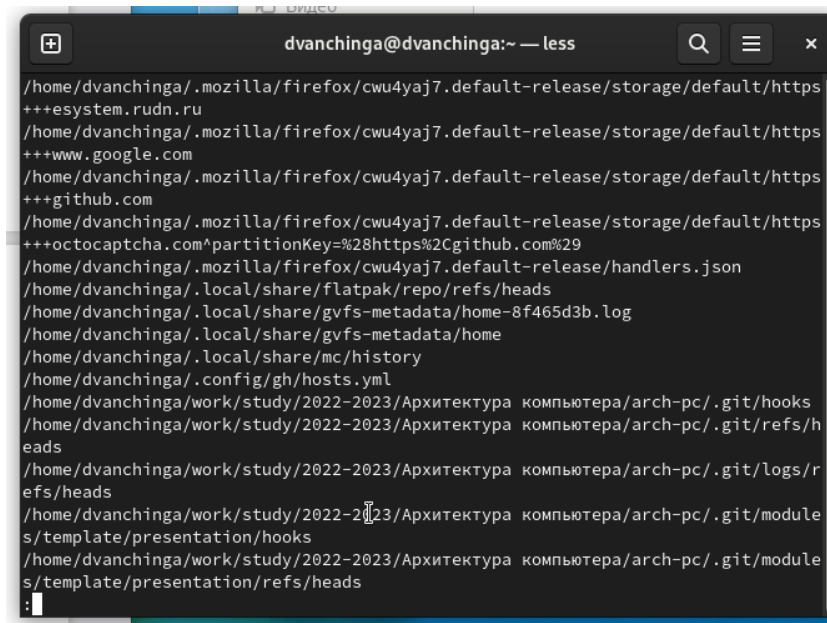 Видео
dvanchinga@dvanchinga:~ — less
/home/dvanchinga/.mozilla/firefox/cwu4yaj7.default-release/storage/default/https
+++esystem.rudn.ru
/home/dvanchinga/.mozilla/firefox/cwu4yaj7.default-release/storage/default/https
+++www.google.com
/home/dvanchinga/.mozilla/firefox/cwu4yaj7.default-release/storage/default/https
+++github.com
/home/dvanchinga/.mozilla/firefox/cwu4yaj7.default-release/storage/default/https
+++octocaptcha.com^partitionKey=%28https%2Cgithub.com%29
/home/dvanchinga/.mozilla/firefox/cwu4yaj7.default-release/handlers.json
/home/dvanchinga/.local/share/flatpak/repo/refs/heads
/home/dvanchinga/.local/share/gvfs-metadata/home-8f465d3b.log
/home/dvanchinga/.local/share/gvfs-metadata/home
/home/dvanchinga/.local/share/mc/history
/home/dvanchinga/.config/gh/hosts.yml
/home/dvanchinga/work/study/2022-2023/Архитектура компьютера/arch-pc/.git/hooks
/home/dvanchinga/work/study/2022-2023/Архитектура компьютера/arch-pc/.git/refs/h
eads
/home/dvanchinga/work/study/2022-2023/Архитектура компьютера/arch-pc/.git/logs/r
efs/heads
/home/dvanchinga/work/study/2022-2023/Архитектура компьютера/arch-pc/.git/module
s/template/presentation/hooks
/home/dvanchinga/work/study/2022-2023/Архитектура компьютера/arch-pc/.git/module
s/template/presentation/refs/heads
: